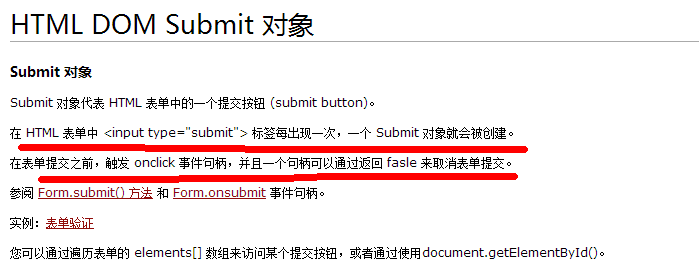 HTML DOM Submit 对象
Submit 对象
Submit 对象代表 HTML 表单中的一个提交按钮 (submit button)。
在 HTML 表单中 <input type="submit"> 标签每出现一次，一个 Submit 对象就会被创建。
在表单提交之前，触发 onclick 事件句柄，并且一个句柄可以通过返回 fasle 来取消表单提交。
参阅 Form.submit() 方法 和 Form.onsubmit 事件句柄。
实例：表单验证
您可以通过遍历表单的 elements[] 数组来访问某个提交按钮，或者通过使用document.getElementById()。